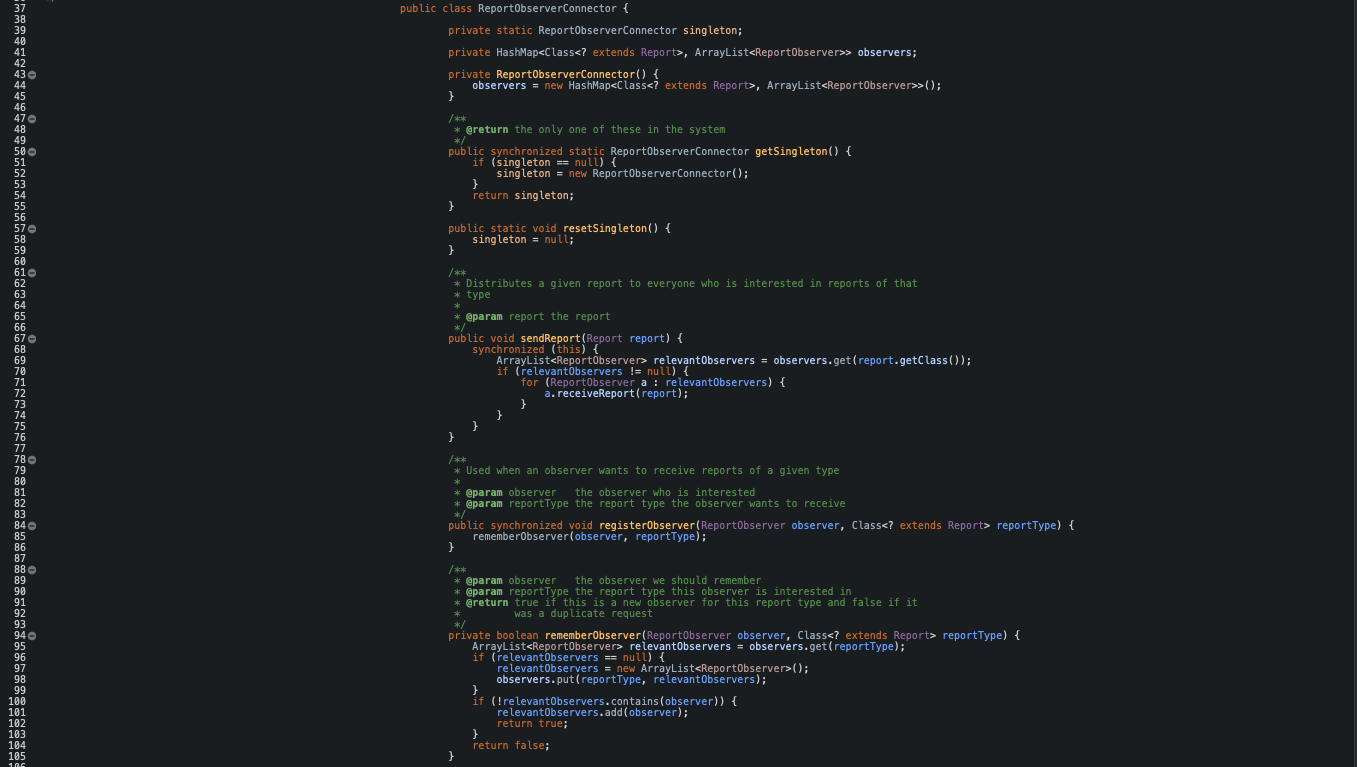 37 public class ReportObserverConnector {
38
39 private static ReportObserverConnector singleton;
40
41 private HashMap<Class<? extends Report>, ArrayList<ReportObserver>> observers;
42
43 private ReportObserverConnector() {
44 observers = new HashMap<Class<? extends Report>, ArrayList<ReportObserver>>();
45 }
46
47 /**
48 * @return the only one of these in the system
49 */
50 public synchronized static ReportObserverConnector getSingleton() {
51 if (singleton == null) {
52 singleton = new ReportObserverConnector();
53 }
54 return singleton;
55 }
56
57 public static void resetSingleton() {
58 singleton = null;
59 }
60
61 /**
62 * Distributes a given report to everyone who is interested in reports of that
63 * type
64 *
65 * @param report the report
66 */
67 public void sendReport(Report report) {
68 synchronized (this) {
69 ArrayList<ReportObserver> relevantObservers = observers.get(report.getClass());
70 if (relevantObservers != null) {
71 for (ReportObserver a : relevantObservers) {
72 a.receiveReport(report);
73 }
74 }
75 }
76 }
77
78 /**
79 * Used when an observer wants to receive reports of a given type
80 *
81 * @param observer   the observer who is interested
82 * @param reportType the report type the observer wants to receive
83 */
84 public synchronized void registerObserver(ReportObserver observer, Class<? extends Report> reportType) {
85 rememberObserver(observer, reportType);
86 }
87
88 /**
89 * @param observer   the observer we should remember
90 * @param reportType the report type this observer is interested in
91 * @return true if this is a new observer for this report type and false if it
92 *         was a duplicate request
93 */
94 private boolean rememberObserver(ReportObserver observer, Class<? extends Report> reportType) {
95 ArrayList<ReportObserver> relevantObservers = observers.get(reportType);
96 if (relevantObservers == null) {
97 relevantObservers = new ArrayList<ReportObserver>();
98 observers.put(reportType, relevantObservers);
99 }
100 if (!relevantObservers.contains(observer)) {
101 relevantObservers.add(observer);
102 return true;
103 }
104 return false;
105 }